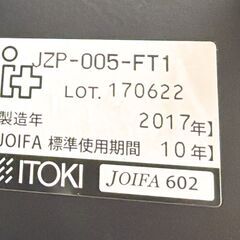 JZP-005-FT1
LOT. 170622
製造年 2017年】
JOIFA 標準使用期間 10年】
ITOKI JOIFA 602